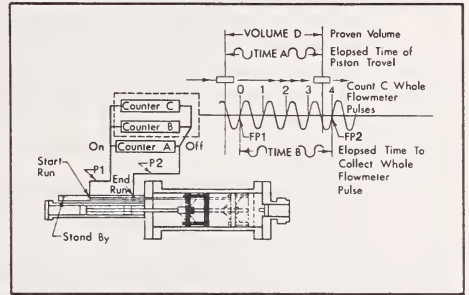 VOLUME D
Proven Volume
TIME A
Elapsed Time of
Piston Travel
0 1 2 3 4
Count C Whole
Flowmeter
Pulses
FP1
FP2
TIME B
Elapsed Time To
Collect Whole
Flowmeter
Pulse
Counter C
Counter B
On
Counter A
Off
Start
Run
P1
End
Run
P2
Stand By